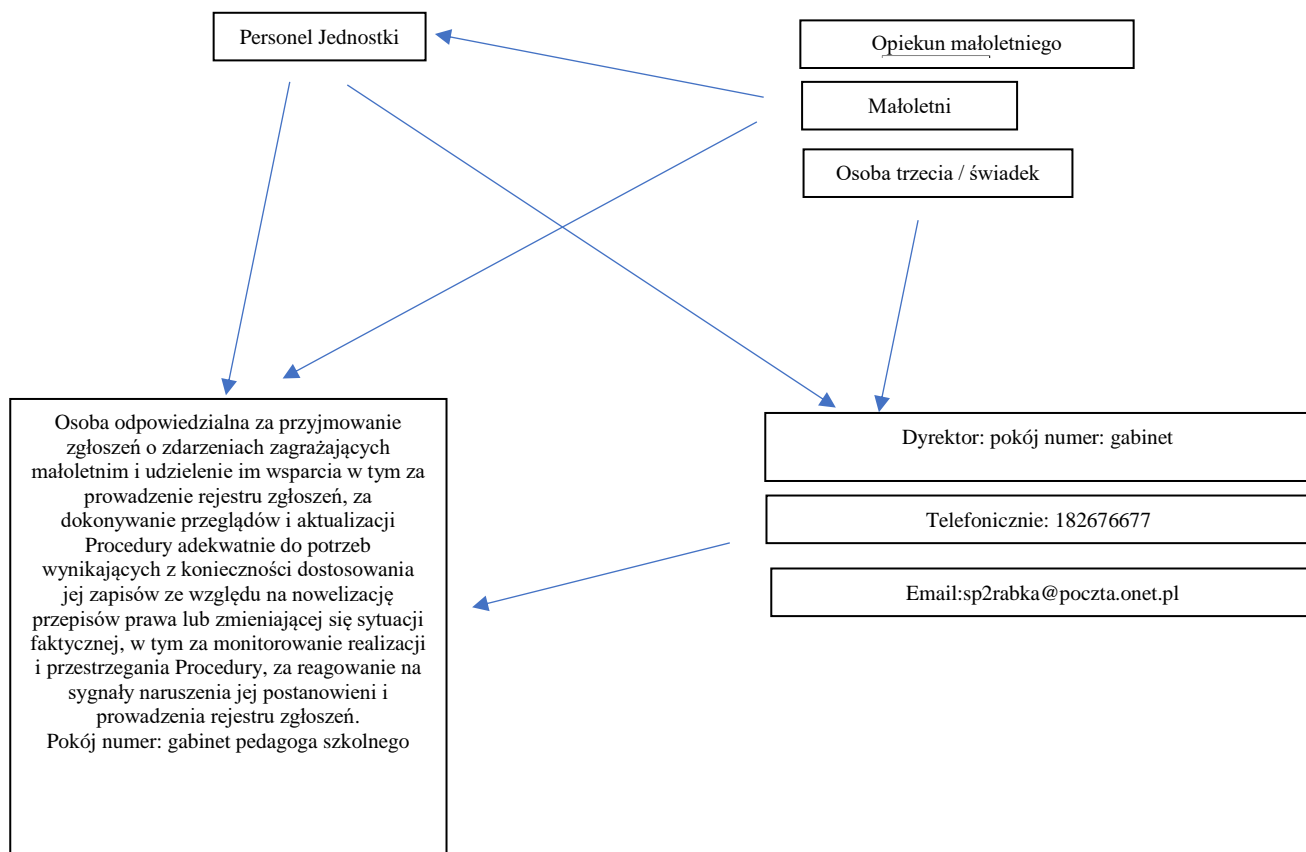 Personel Jednostki
Opiekun małoletniego
Małoletni
Osoba trzecia / świadek
Osoba odpowiedzialna za przyjmowanie
zgłoszeń o zdarzeniach zagrażających
małoletnim i udzielenie im wsparcia w tym za
prowadzenie rejestru zgłoszeń, za
dokonywanie przeglądów i aktualizacji
Procedury adekwatnie do potrzeb
wynikających z konieczności dostosowania
jej zapisów ze względu na nowelizację
przepisów prawa lub zmieniającej się sytuacji
faktycznej, w tym za monitorowanie realizacji
i przestrzegania Procedury, za reagowanie na
sygnały naruszenia jej postanowieni i
prowadzenia rejestru zgłoszeń.
Pokój numer: gabinet pedagoga szkolnego
Dyrektor: pokój numer: gabinet
Telefonicznie: 182676677
Email:sp2rabka@poczta.onet.pl